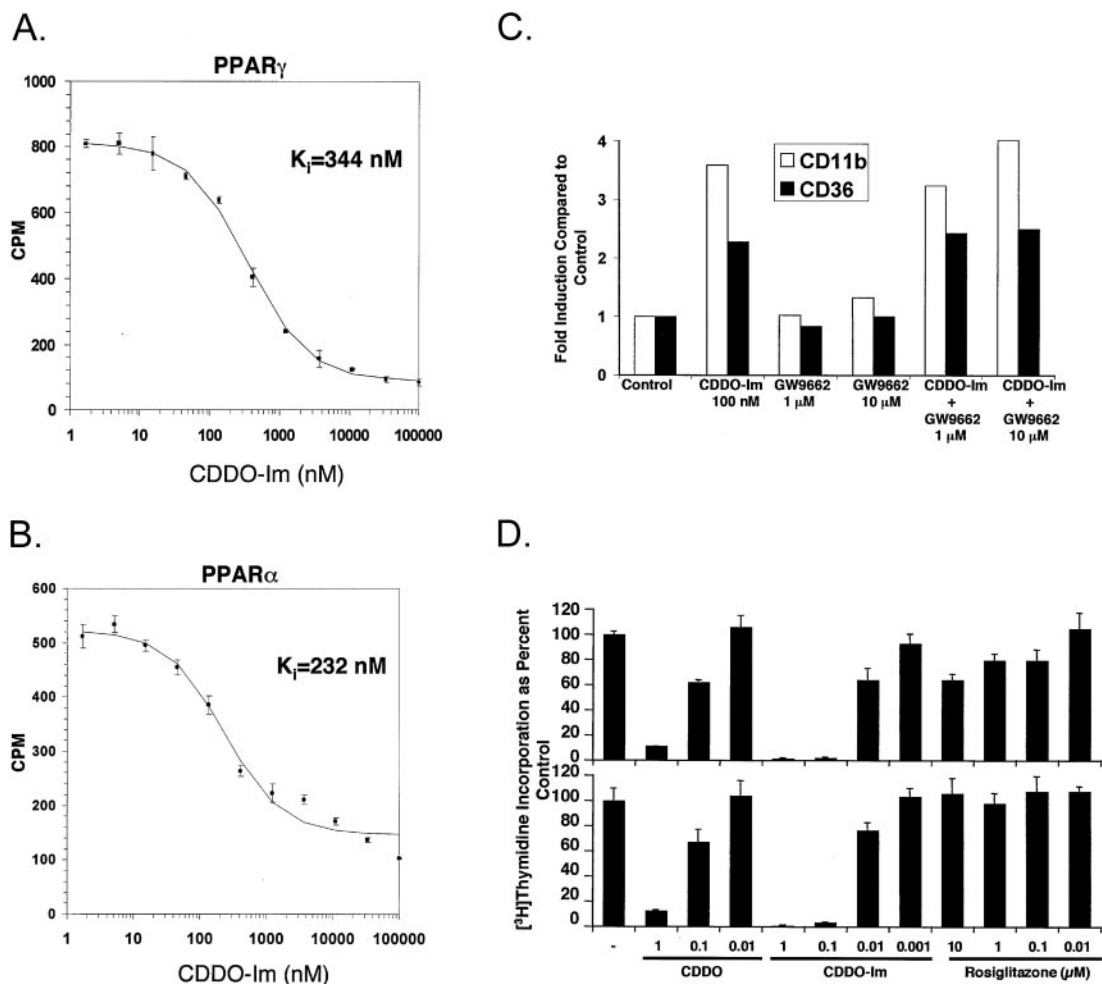 A.
PPARγ
1000
800
600
400
200
0
CPM
Ki=344 nM
1 10 100 1000 10000 100000
CDDO-Im (nM)
B.
PPARα
600
500
400
300
200
100
0
CPM
Ki=232 nM
1 10 100 1000 10000 100000
CDDO-Im (nM)
C.
4
3
2
1
0
Fold Induction Compared to
Control
CD11b
CD36
Control
CDDO-Im
100 nM
GW9662
1 μM
GW9662
10 μM
CDDO-Im
+
GW9662
1 μM
CDDO-Im
+
GW9662
10 μM
D.
[³H]Thymidine Incorporation as Percent
Control
120
100
80
60
40
20
0
120
100
80
60
40
20
0
- 1 0.1 0.01 1 0.1 0.01 0.001 10 1 0.1 0.01
CDDO CDDO-Im Rosiglitazone (μM)